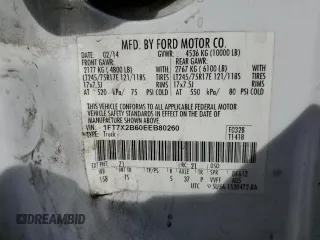 MFD. BY FORD MOTOR CO.
02/14 GVWR: 4536 KG (10000 LB)
FRONT GAWR: REAR GAWR:
2177 KG ( 4800 LB) WITH 2767 KG ( 6100 LB) WITH
LT245/75R17E 121/118S TIRES LT245/75R17E 121/118S TIRES
17x7.5J RIMS 17x7.5J RIMS
AT 520 kPa/ 75 PSI COLD AT 550 kPa/ 80 PSI COLD
THIS VEHICLE CONFORMS TO ALL APPLICABLE FEDERAL MOTOR
VEHICLE SAFETY STANDARDS IN EFFECT ON THE DATE OF
MANUFACTURE SHOWN ABOVE.
VIN: 1FT7X2B60EEB80260
TYPE: Truck
UTC